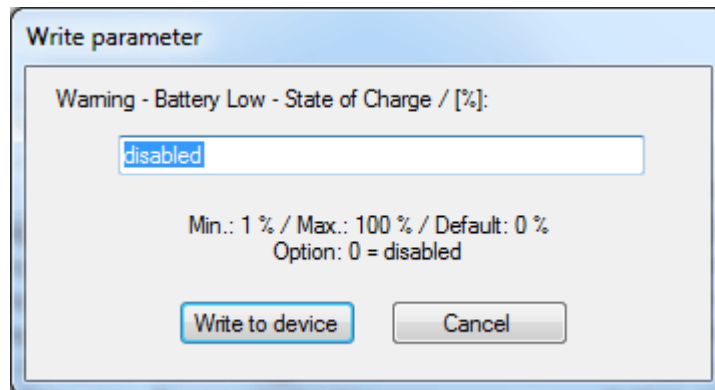 Write parameter
Warning - Battery Low - State of Charge / [%]:
disabled
Min.: 1 % / Max.: 100 % / Default: 0 %
Option: 0 = disabled
Write to device
Cancel